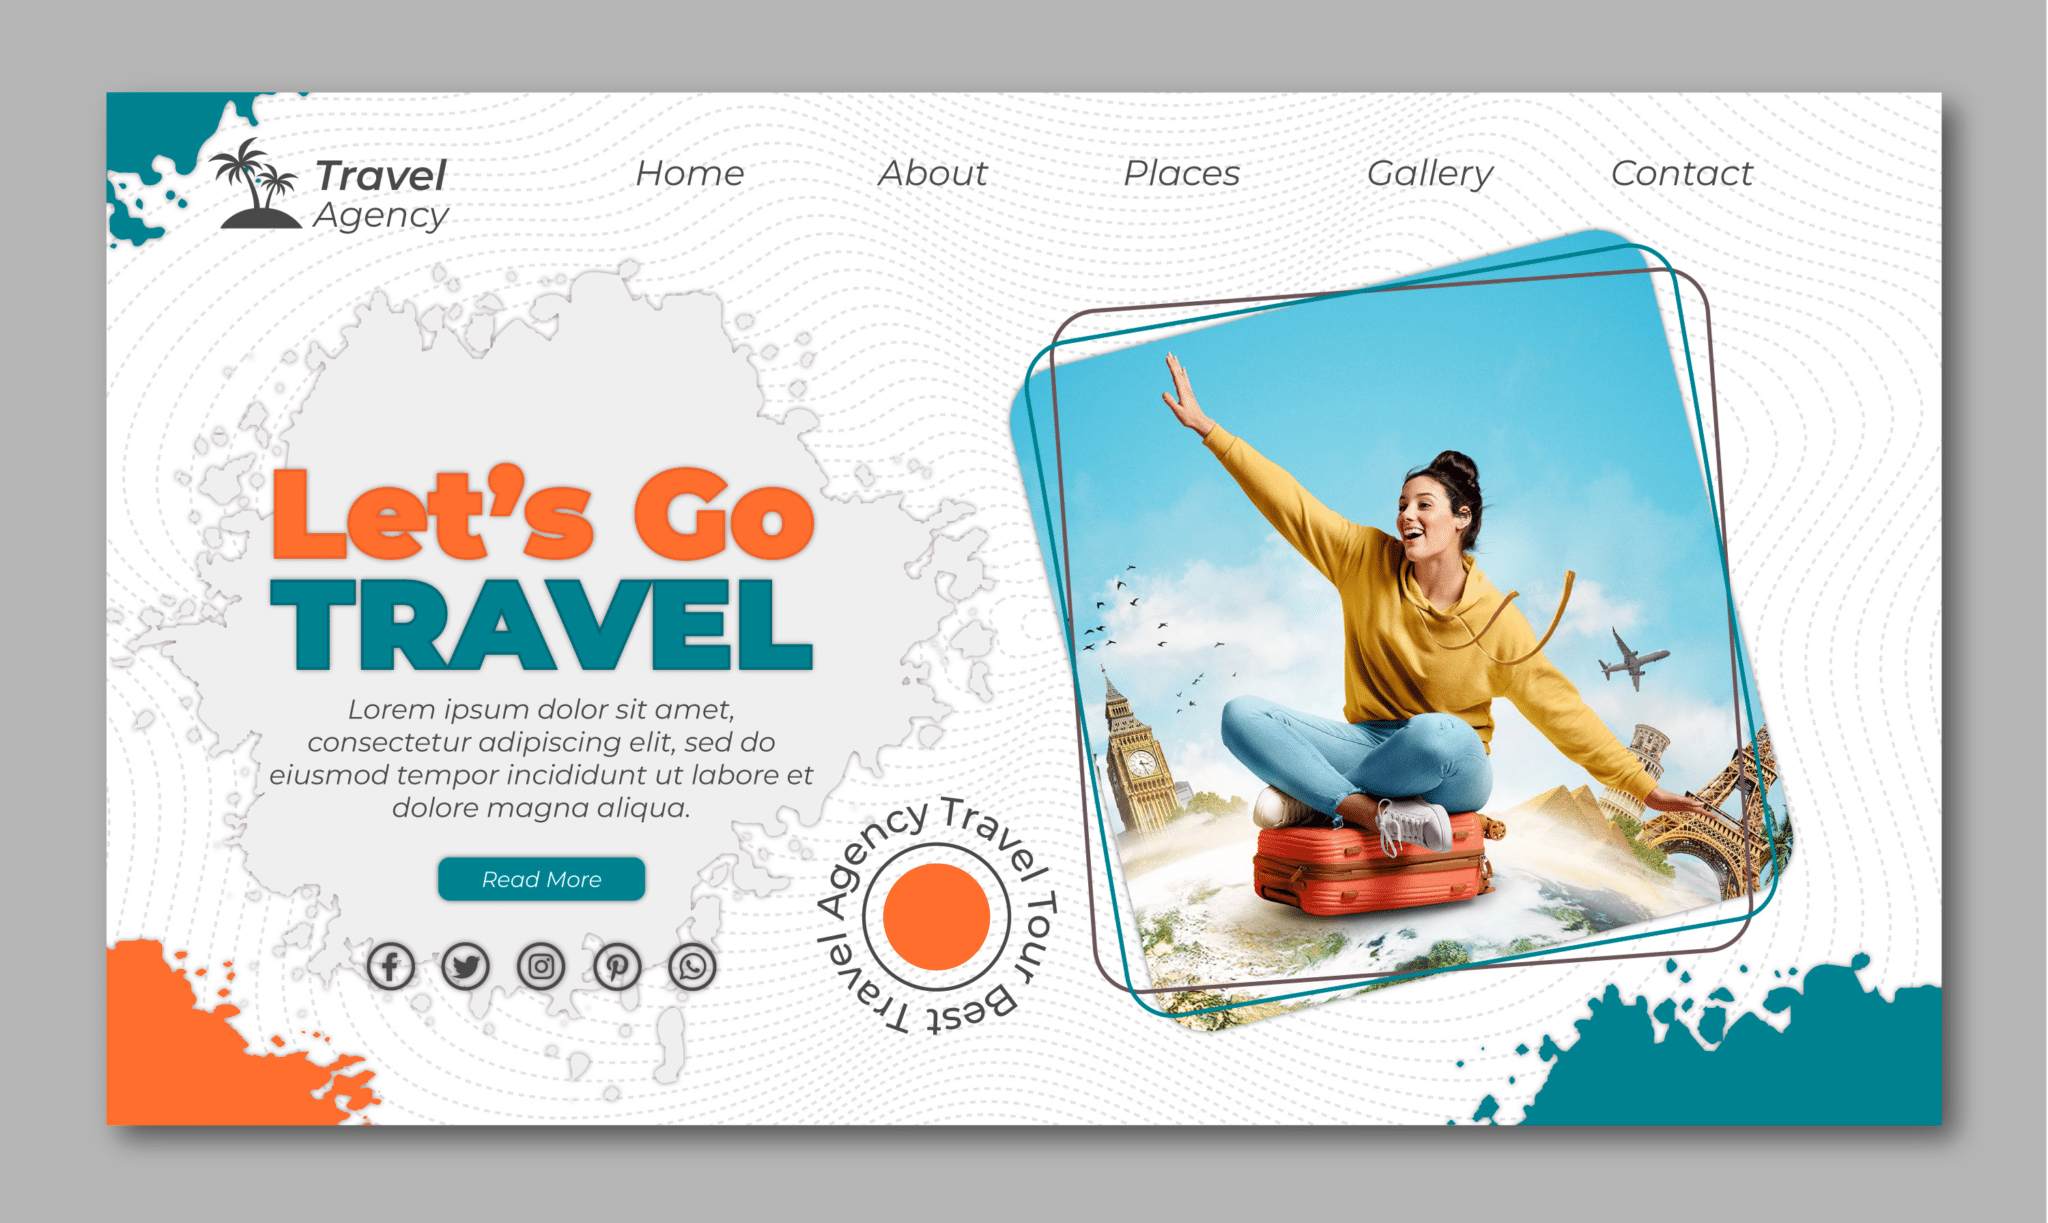 Travel
Agency
Home
About
Places
Gallery
Contact
Let's Go
TRAVEL
Lorem ipsum dolor sit amet,
consectetur adipiscing elit, sed do
eiusmod tempor incididunt ut labore et
dolore magna aliqua.
Read More
Best Travel Agency Travel Tour